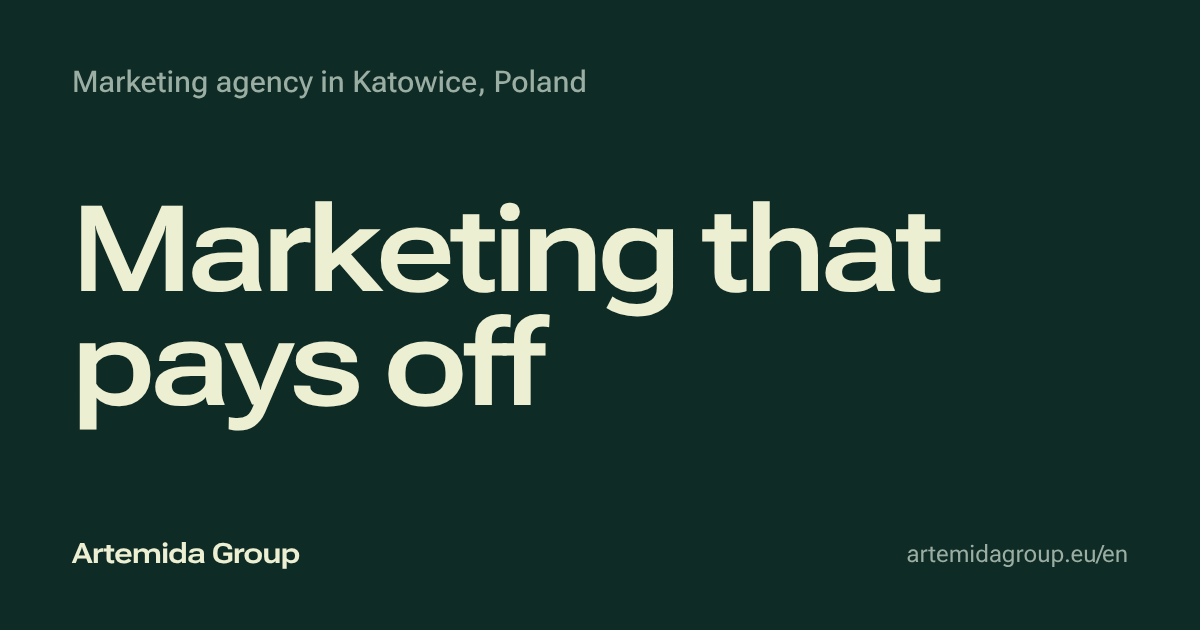 Marketing agency in Katowice, Poland
Marketing that
pays off
Artemida Group
artemidagroup.eu/en